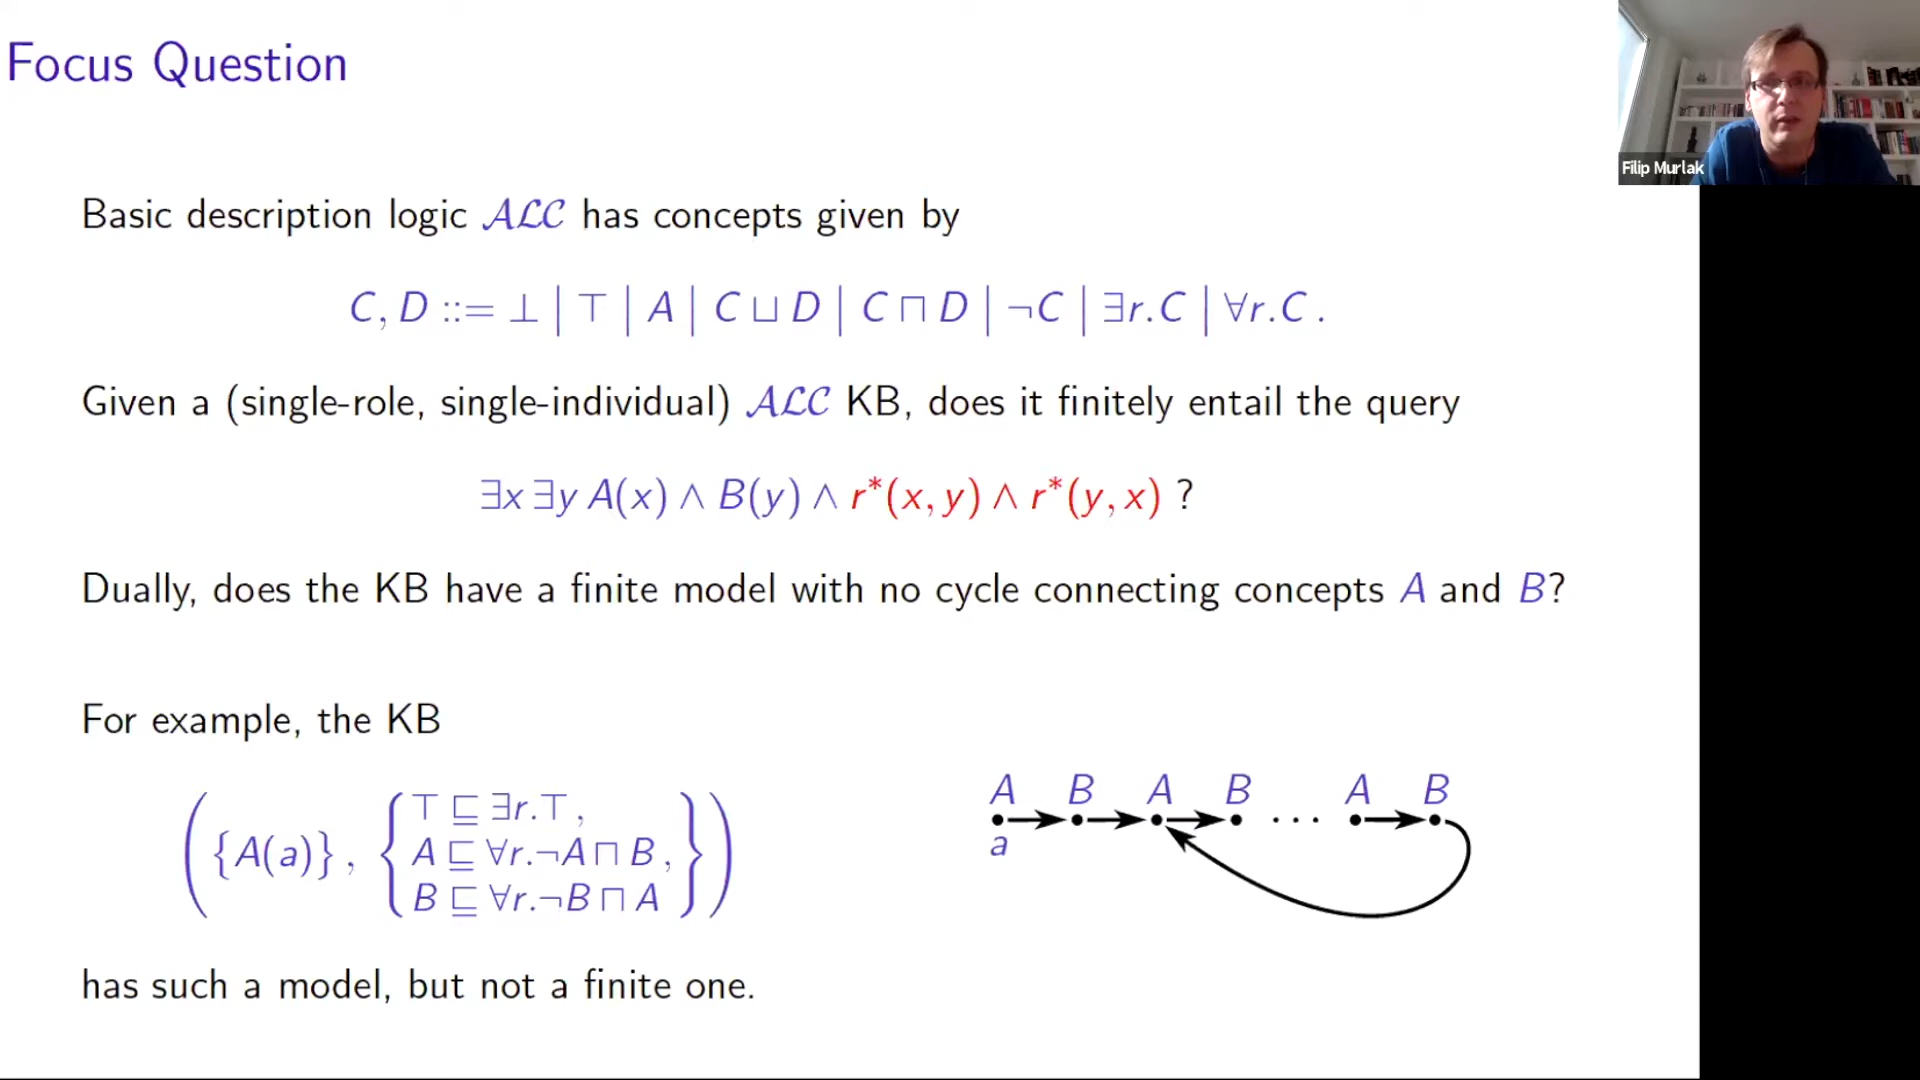 Focus Question
Filip Murlak
Basic description logic 𝒜ℒ𝒞 has concepts given by
C, D ::= ⊥ | ⊤ | A | C ⊔ D | C ⊓ D | ¬C | ∃r.C | ∀r.C .
Given a (single-role, single-individual) 𝒜ℒ𝒞 KB, does it finitely entail the query
∃x ∃y A(x) ∧ B(y) ∧ r*(x, y) ∧ r*(y, x) ?
Dually, does the KB have a finite model with no cycle connecting concepts A and B?
For example, the KB
( {A(a)} , { ⊤ ⊑ ∃r.⊤ ,
A ⊑ ∀r.¬A ⊓ B ,
B ⊑ ∀r.¬B ⊓ A } )
A B A B ... A B
a
has such a model, but not a finite one.